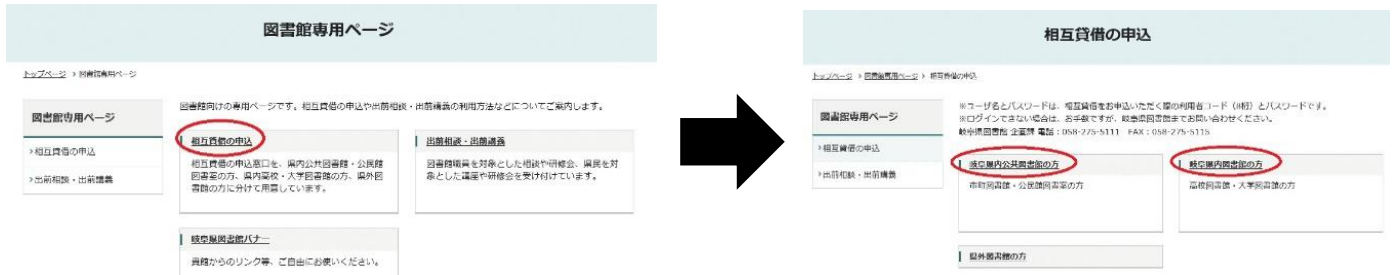 図書館専用ページ
トップページ > 図書館専用ページ
図書館専用ページ
>相互貸借の申込
>出前相談・出前講義
図書館向けの専用ページです。相互貸借の申込や出前相談・出前講義の利用方法などについてご案内します。
相互貸借の申込
相互貸借の申込窓口を、県内公共図書館・公民館
図書室の方、県内高校・大学図書館の方、県外図
書館の方に分けて用意しています。
出前相談・出前講義
図書館職員を対象とした相談や研修会、県民を対
象とした講座や研修会を受け付けています。
岐阜県図書館バナー
貴館からのリンク等、ご自由にお使いください。
相互貸借の申込
トップページ > 図書館専用ページ > 相互貸借の申込
図書館専用ページ
>相互貸借の申込
>出前相談・出前講義
※ユーザ名とパスワードは、相互貸借をお申込いただく際の利用者コード（8桁）とパスワードです。
※ログインできない場合は、お手数ですが、岐阜県図書館までお問い合わせください。
岐阜県図書館 企画課 電話：058-275-5111 FAX：058-275-5115
岐阜県内公共図書館の方
市町図書館・公民館図書室の方
岐阜県内図書館の方
高校図書館・大学図書館の方
県外図書館の方